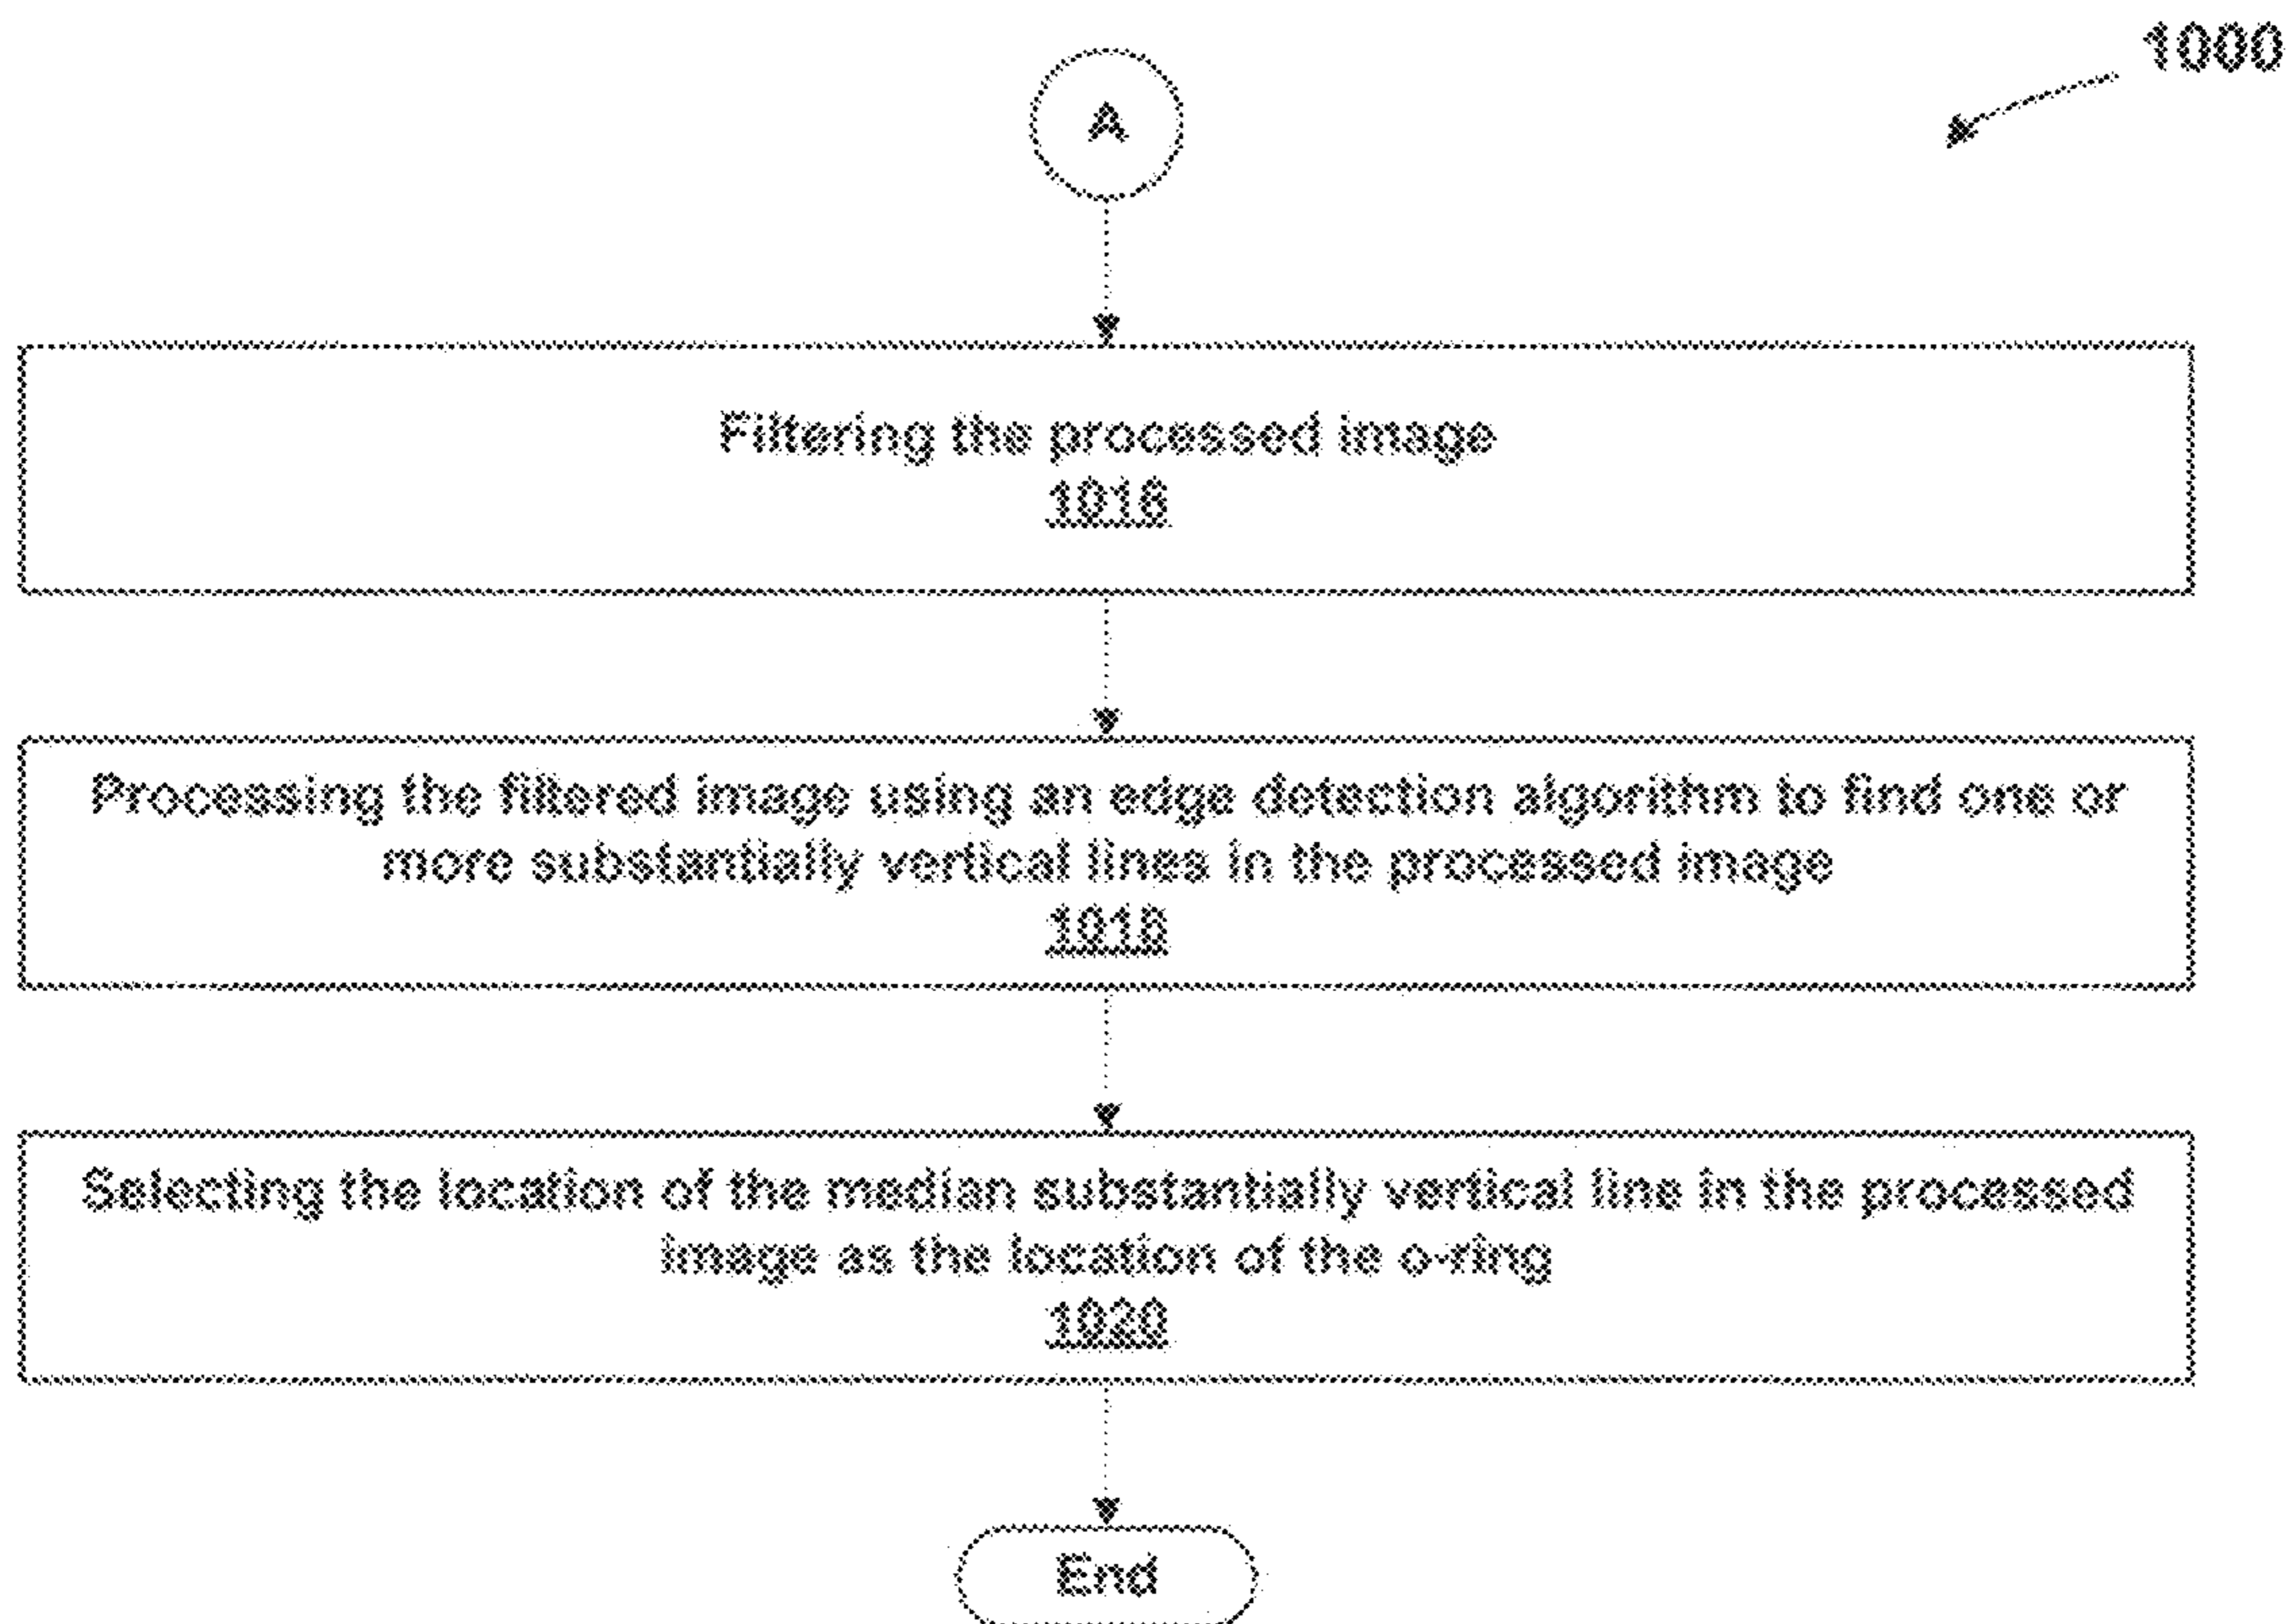 1000
A
Filtering the processed image
1016
Processing the filtered image using an edge detection algorithm to find one or
more substantially vertical lines in the processed image
1018
Selecting the location of the median substantially vertical line in the processed
image as the location of the o-ring
1020
End